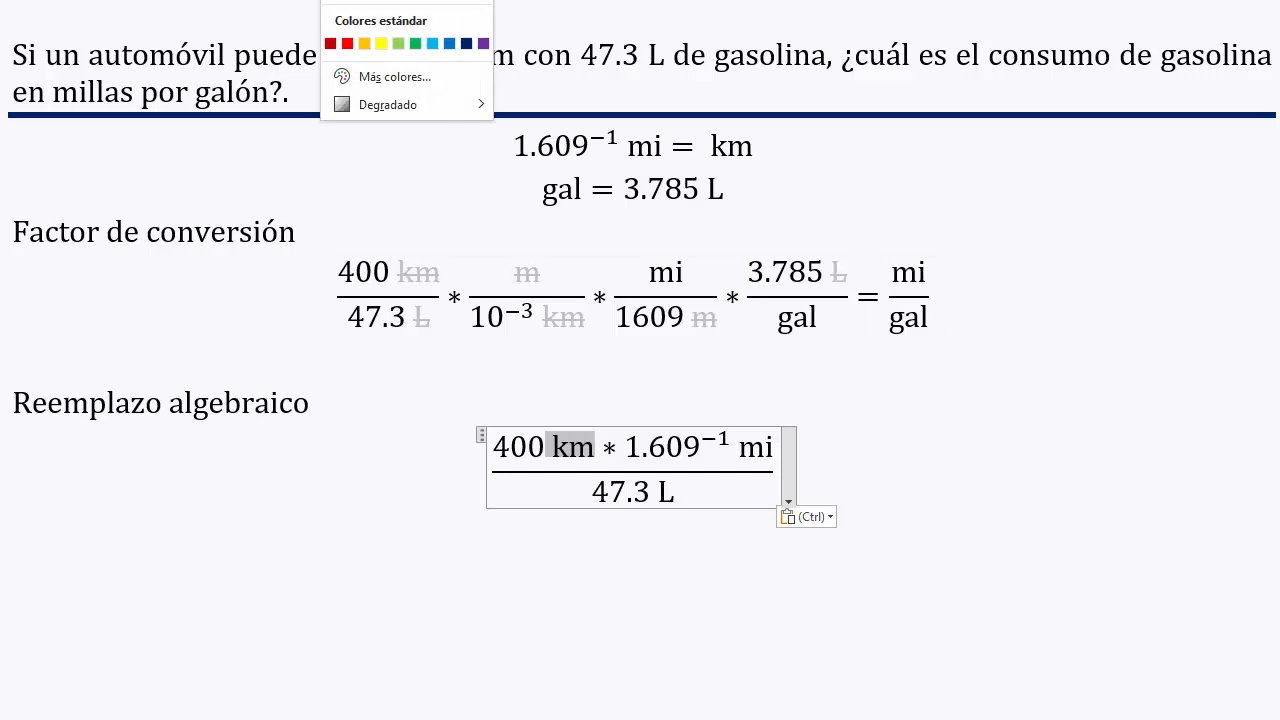 Colores estándar
Más colores...
Degradado
Si un automóvil puede m con 47.3 L de gasolina, ¿cuál es el consumo de gasolina
en millas por galón?.
1.609⁻¹ mi = km
gal = 3.785 L
Factor de conversión
400 km / 47.3 L * m / 10⁻³ km * mi / 1609 m * 3.785 L / gal = mi / gal
Reemplazo algebraico
400 km * 1.609⁻¹ mi / 47.3 L
(Ctrl)